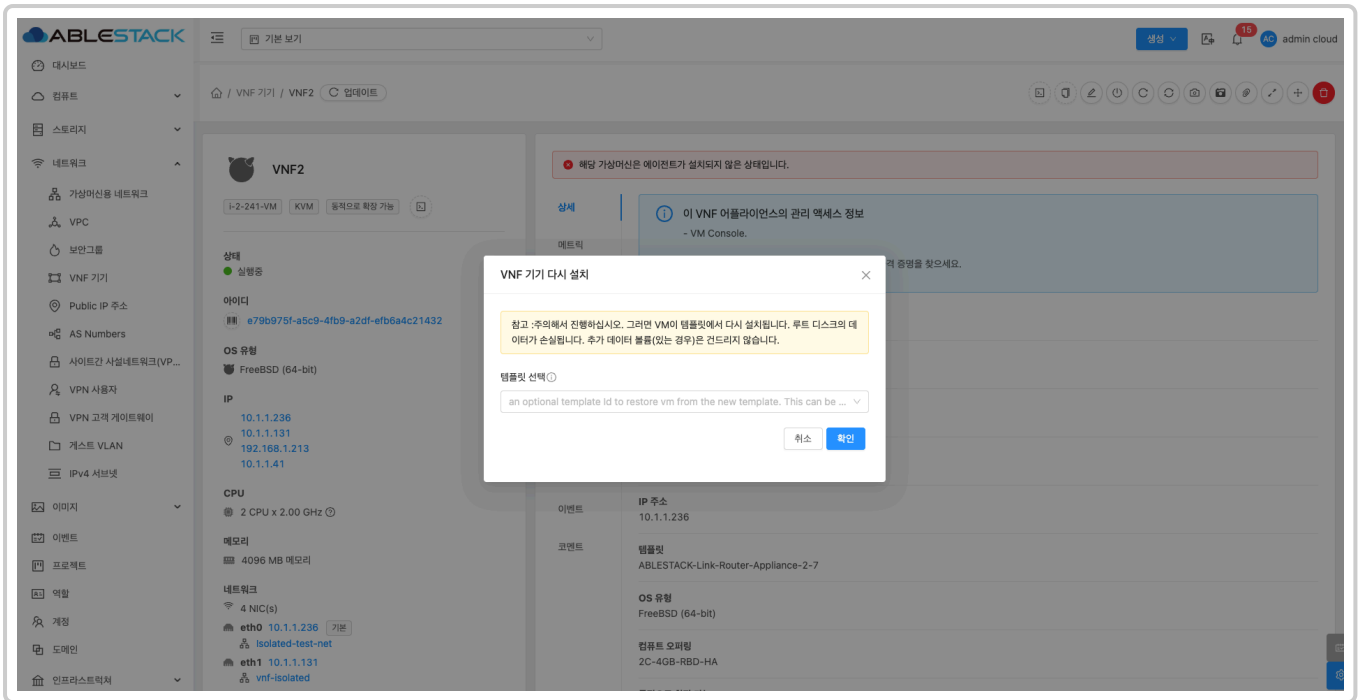 ABLESTACK
기본 보기
생성
15
AC
admin cloud
대시보드
컴퓨트
스토리지
네트워크
가상머신용 네트워크
VPC
보안그룹
VNF 기기
Public IP 주소
AS Numbers
사이트간 사설네트워크(VP...
VPN 사용자
VPN 고객 게이트웨이
게스트 VLAN
IPv4 서브넷
이미지
이벤트
프로젝트
역할
계정
도메인
인프라스트럭쳐
/ VNF 기기 / VNF2 업데이트
VNF2
i-2-241-VM KVM 동적으로 확장 가능
상태
실행중
아이디
e79b975f-a5c9-4fb9-a2df-efb6a4c21432
OS 유형
FreeBSD (64-bit)
IP
10.1.1.236
10.1.1.131
192.168.1.213
10.1.1.41
CPU
2 CPU x 2.00 GHz
메모리
4096 MB 메모리
네트워크
4 NIC(s)
eth0 10.1.1.236 기본
Isolated-test-net
eth1 10.1.1.131
vnf-isolated
해당 가상머신은 에이전트가 설치되지 않은 상태입니다.
상세
메트릭
이벤트
코멘트
이 VNF 어플라이언스의 관리 액세스 정보
- VM Console.
격 증명을 찾으세요.
VNF 기기 다시 설치
참고 :주의해서 진행하십시오. 그러면 VM이 템플릿에서 다시 설치됩니다. 루트 디스크의 데
이터가 손실됩니다. 추가 데이터 볼륨(있는 경우)은 건드리지 않습니다.
템플릿 선택
an optional template Id to restore vm from the new template. This can be ...
취소 확인
IP 주소
10.1.1.236
템플릿
ABLESTACK-Link-Router-Appliance-2-7
OS 유형
FreeBSD (64-bit)
컴퓨트 오퍼링
2C-4GB-RBD-HA